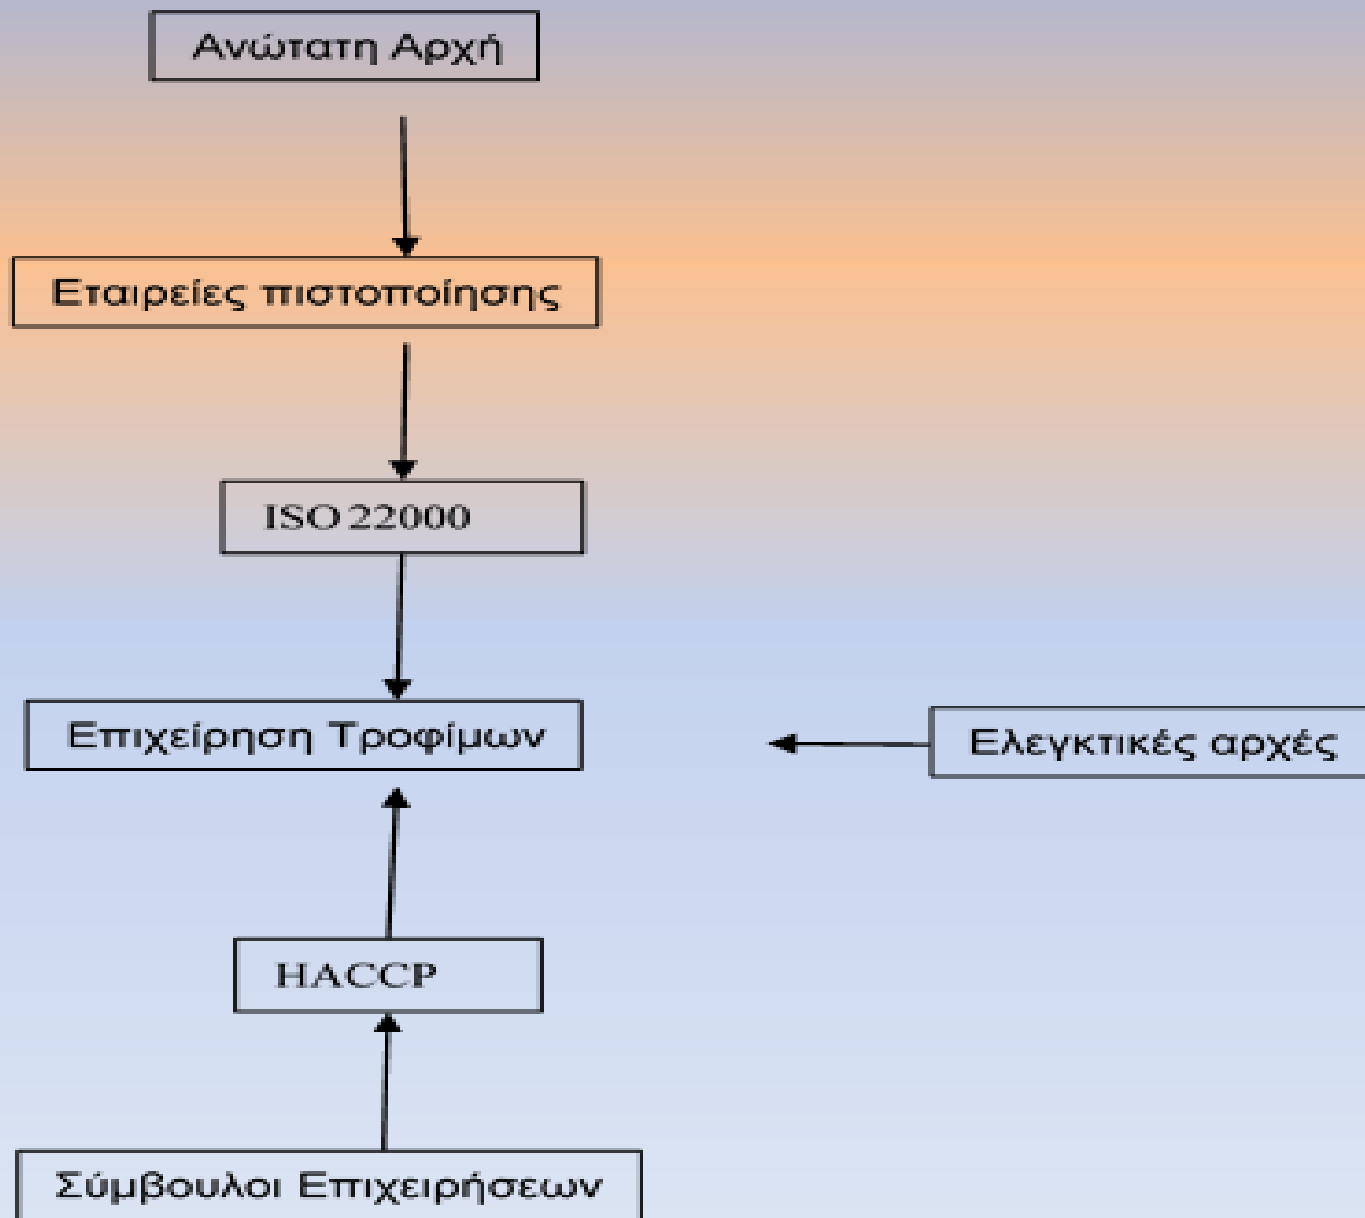 Ανώτατη Αρχή
Εταιρείες πιστοποίησης
ISO 22000
Επιχείρηση Τροφίμων
Ελεγκτικές αρχές
HACCP
Σύμβουλοι Επιχειρήσεων